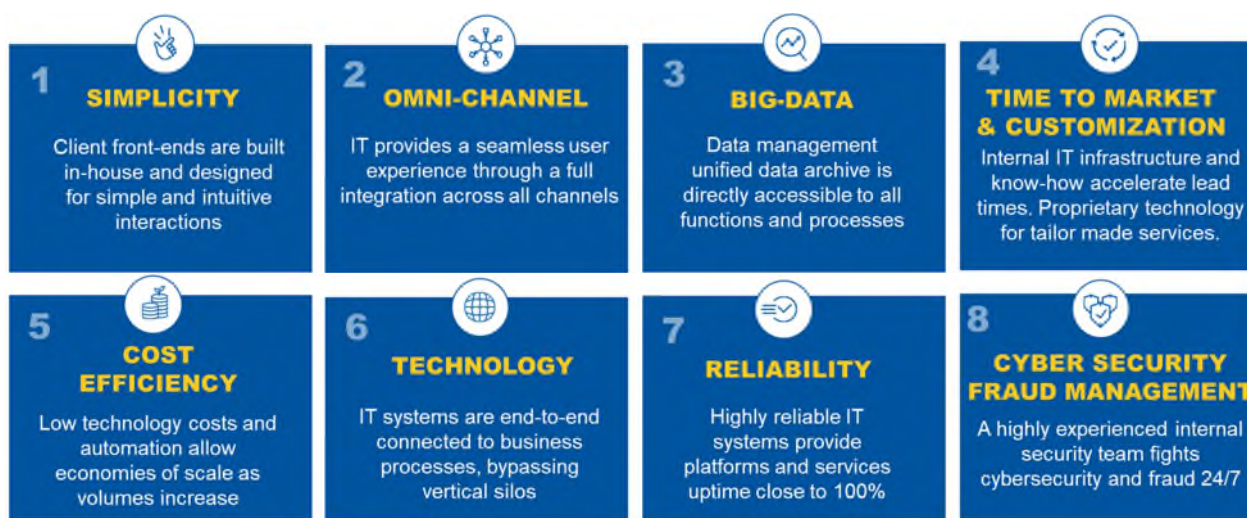 1
SIMPLICITY
Client front-ends are built
in-house and designed
for simple and intuitive
interactions
2
OMNI-CHANNEL
IT provides a seamless user
experience through a full
integration across all channels
3
BIG-DATA
Data management
unified data archive is
directly accessible to all
functions and processes
4
TIME TO MARKET
& CUSTOMIZATION
Internal IT infrastructure and
know-how accelerate lead
times. Proprietary technology
for tailor made services.
5
COST
EFFICIENCY
Low technology costs and
automation allow
economies of scale as
volumes increase
6
TECHNOLOGY
IT systems are end-to-end
connected to business
processes, bypassing
vertical silos
7
RELIABILITY
Highly reliable IT
systems provide
platforms and services
uptime close to 100%
8
CYBER SECURITY
FRAUD MANAGEMENT
A highly experienced internal
security team fights
cybersecurity and fraud 24/7